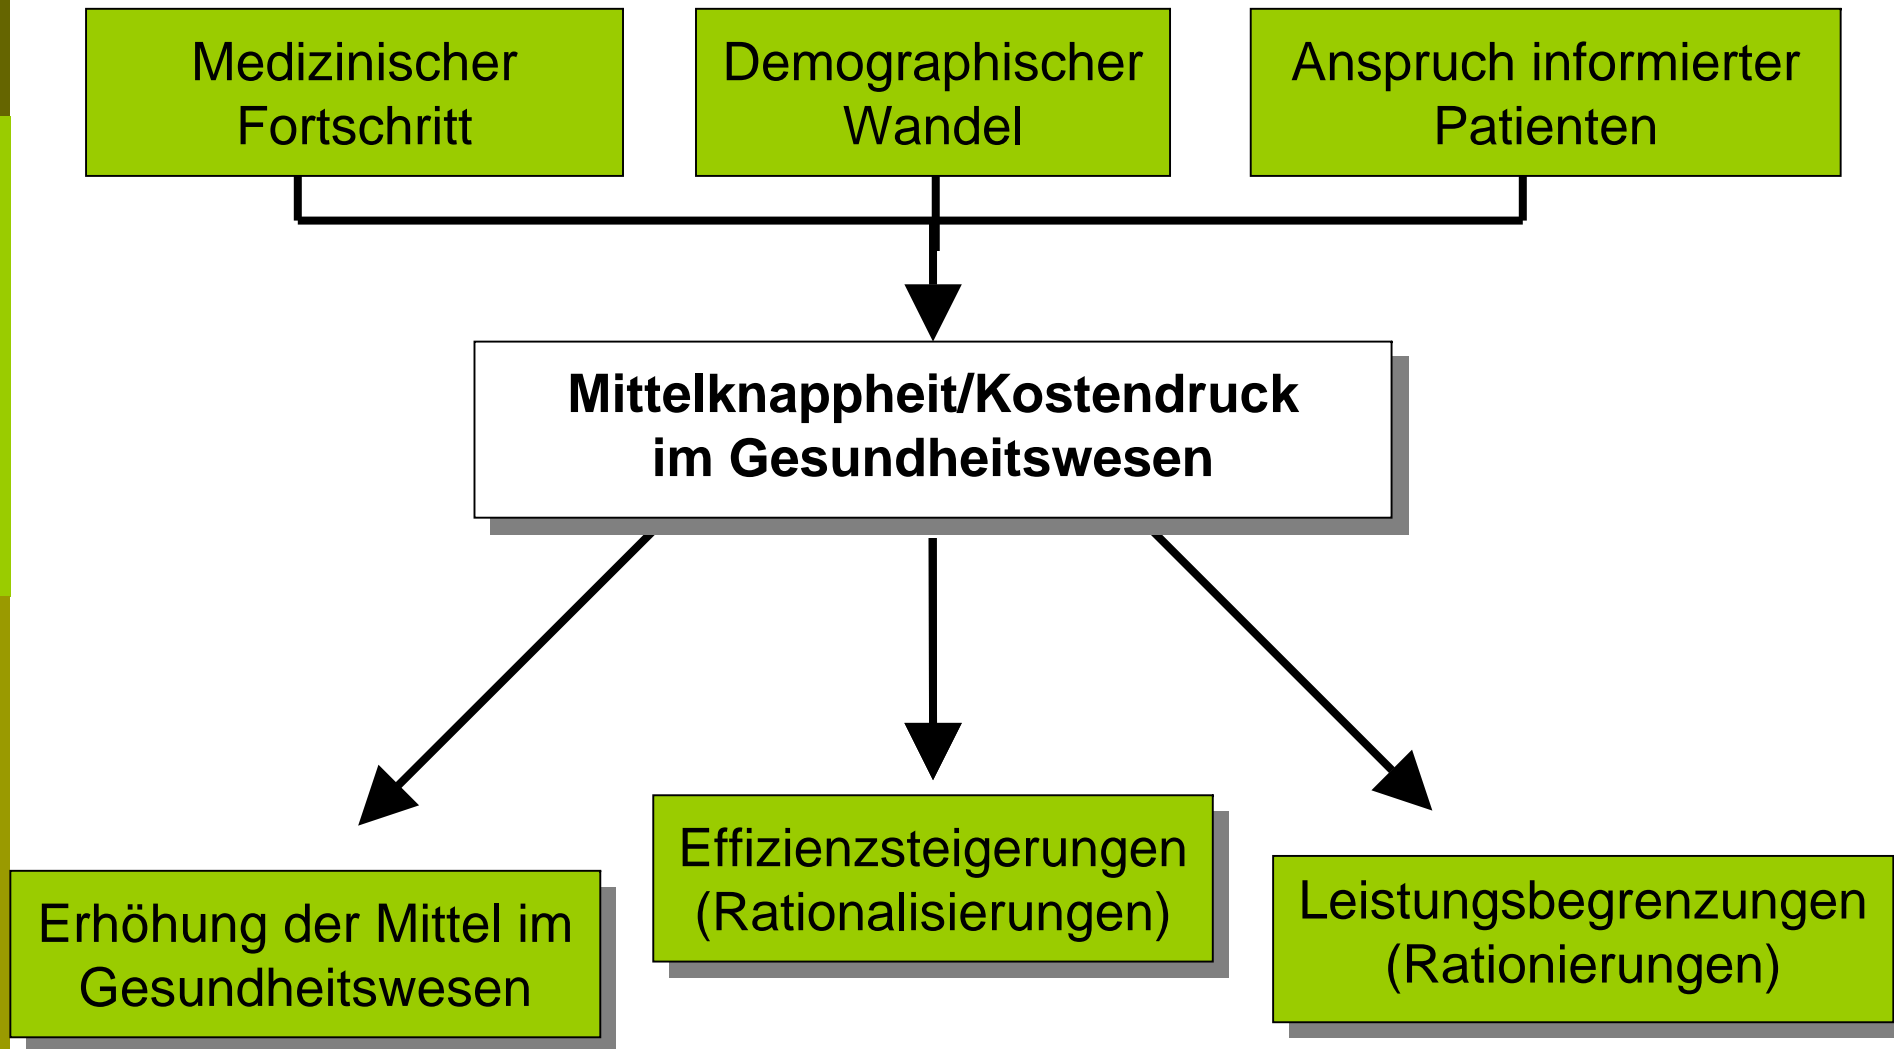 Medizinischer
Fortschritt
Demographischer
Wandel
Anspruch informierter
Patienten
Mittelknappheit/Kostendruck
im Gesundheitswesen
Erhöhung der Mittel im
Gesundheitswesen
Effizienzsteigerungen
(Rationalisierungen)
Leistungsbegrenzungen
(Rationierungen)